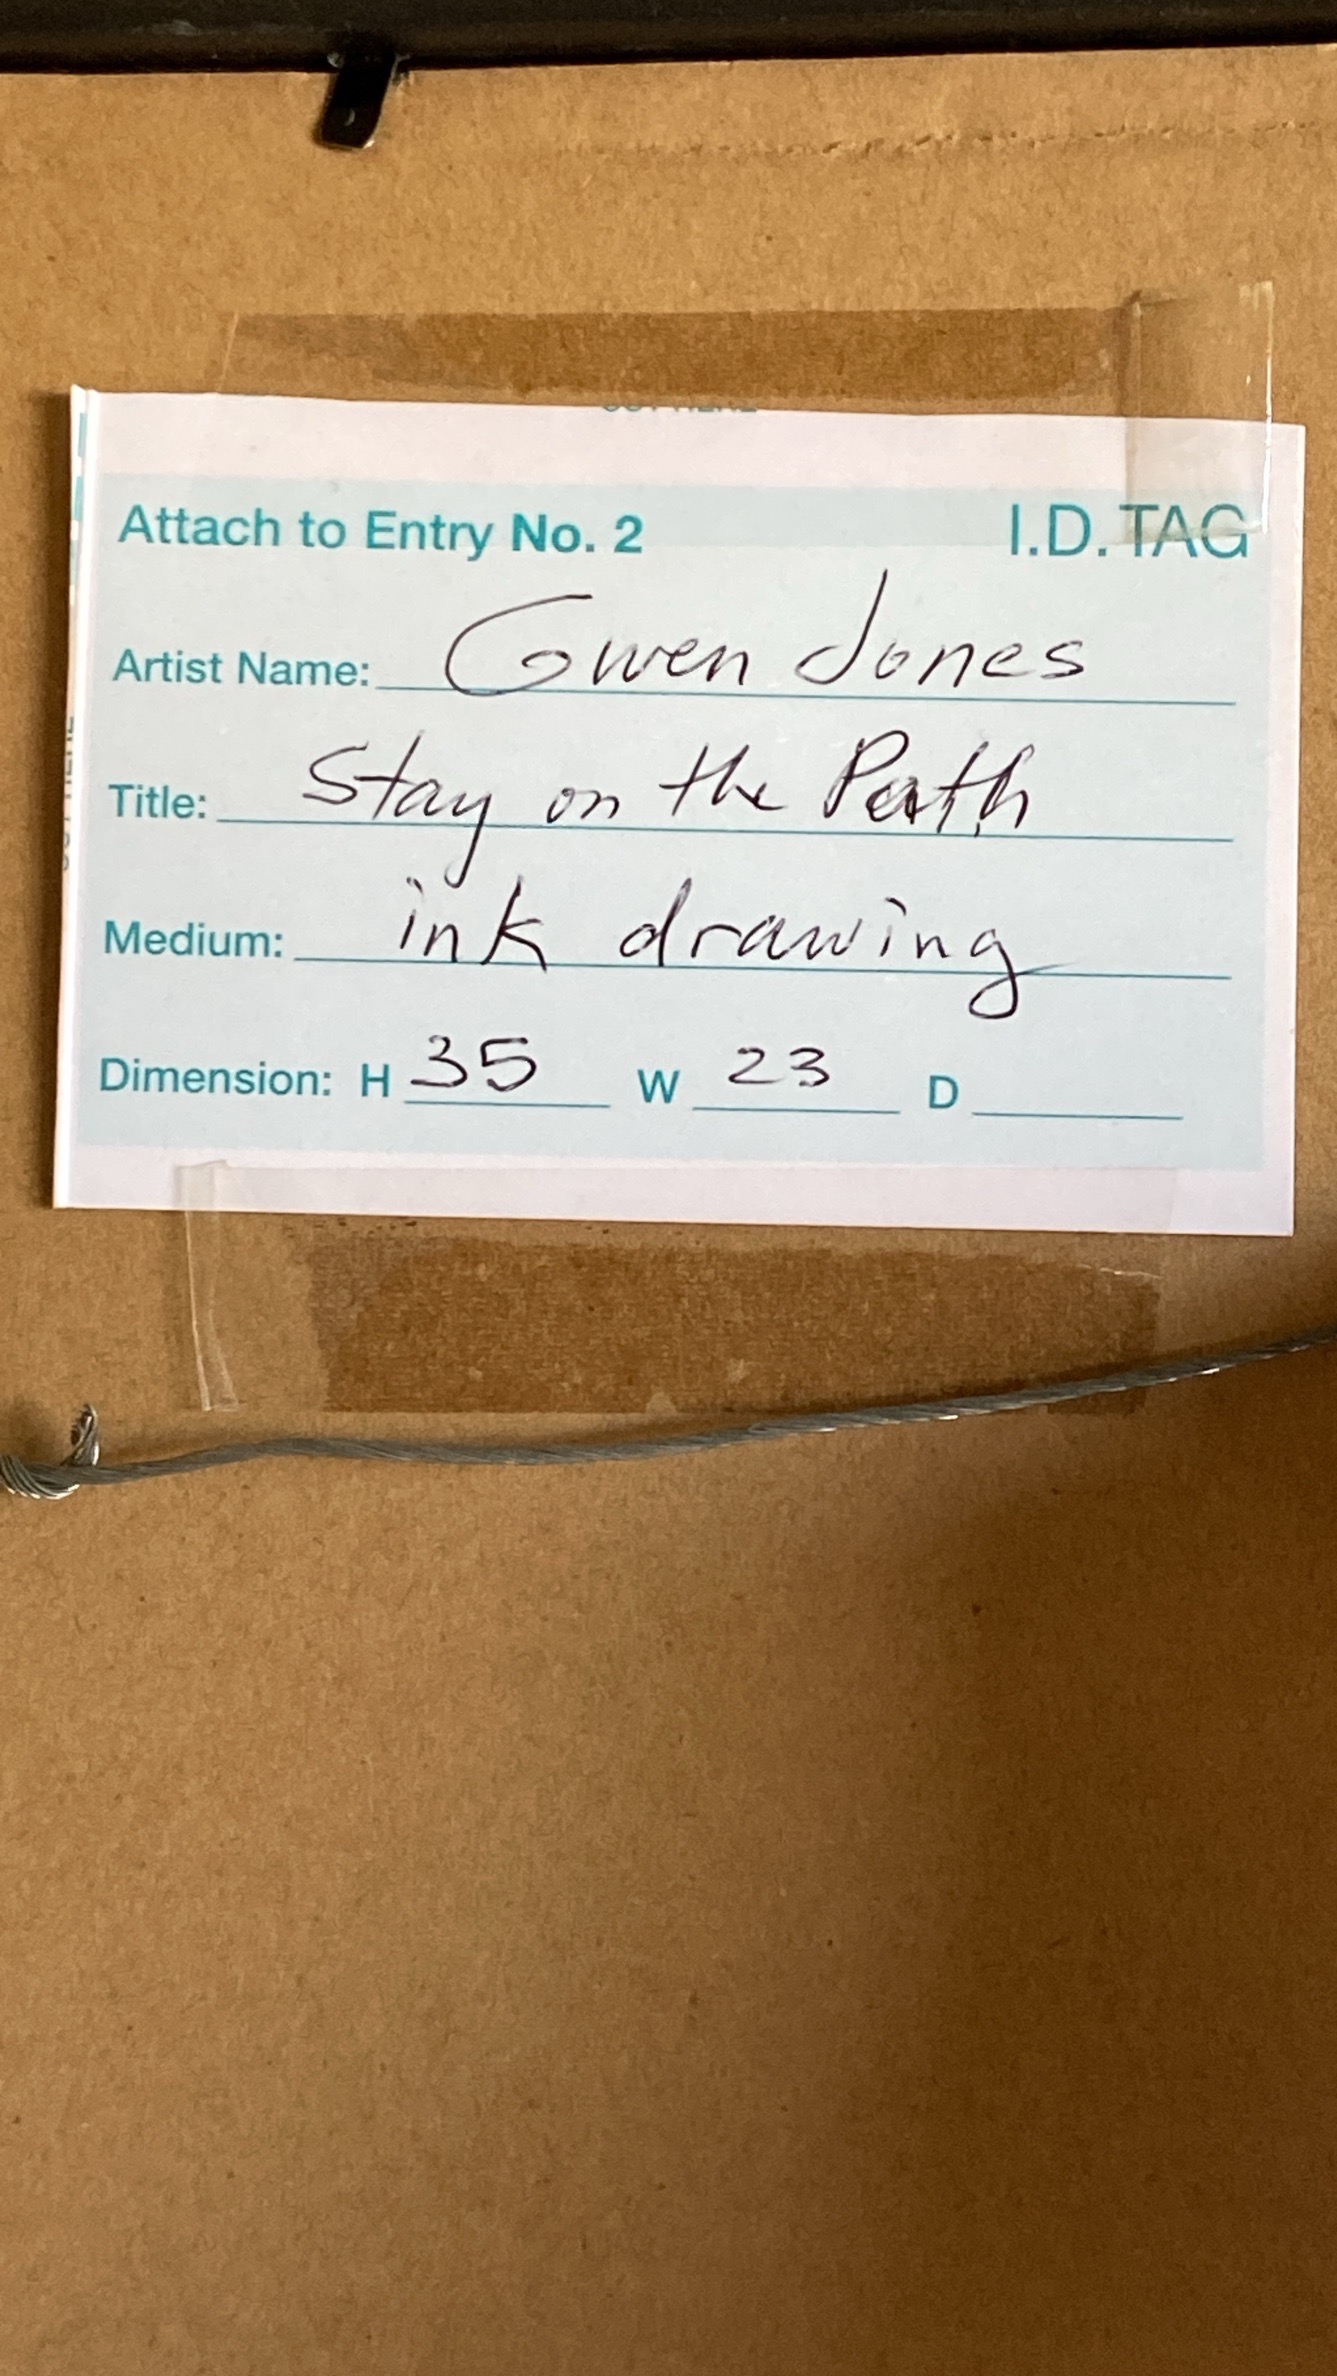 Attach to Entry No. 2 I.D. TAG
Artist Name: Gwen Jones
Title: Stay on the Path
Medium: ink drawing
Dimension: H 35 W 23 D